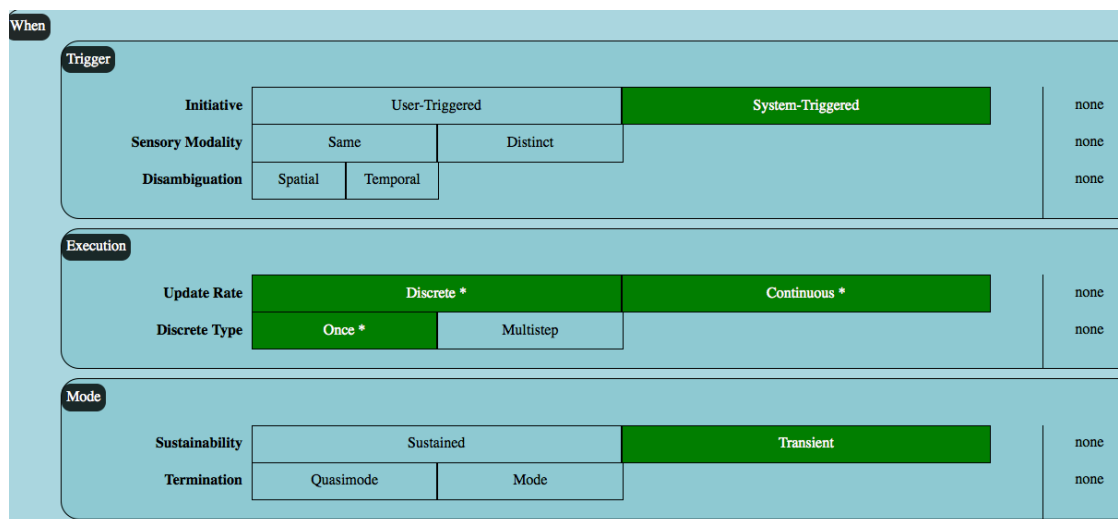 When
Trigger
Initiative User-Triggered System-Triggered none
Sensory Modality Same Distinct none
Disambiguation Spatial Temporal none
Execution
Update Rate Discrete * Continuous * none
Discrete Type Once * Multistep none
Mode
Sustainability Sustained Transient none
Termination Quasimode Mode none